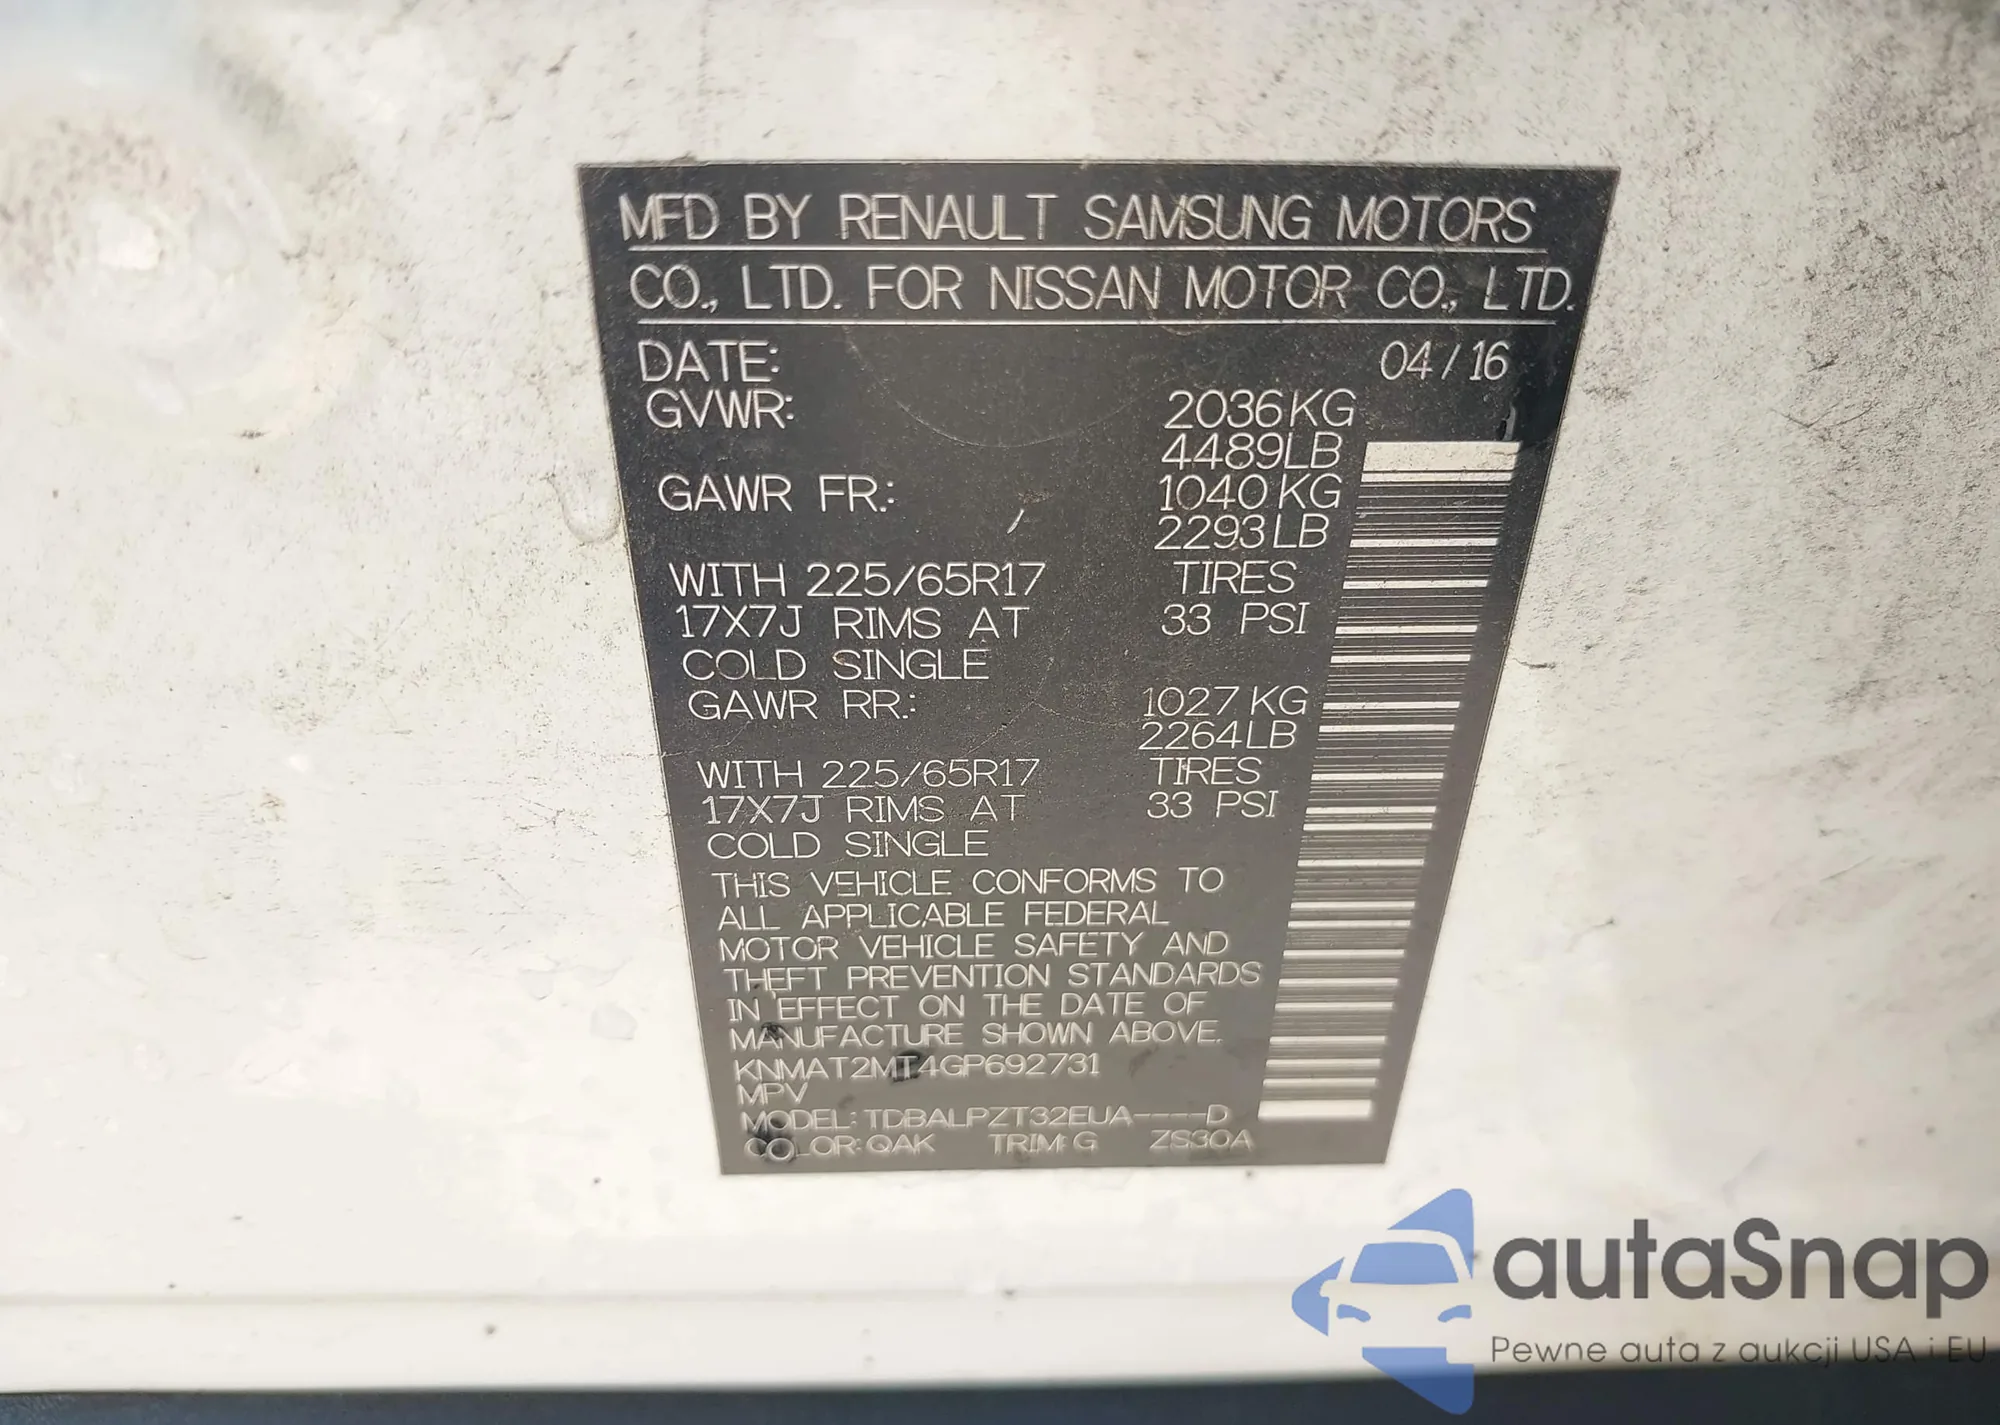 MFD BY RENAULT SAMSUNG MOTORS
CO., LTD. FOR NISSAN MOTOR CO., LTD.
DATE: 04/16
GVWR: 2036KG
4489LB
GAWR FR.: 1040KG
2293LB
WITH 225/65R17 TIRES
17X7J RIMS AT 33 PSI
COLD SINGLE
GAWR RR.: 1027KG
2264LB
WITH 225/65R17 TIRES
17X7J RIMS AT 33 PSI
COLD SINGLE
THIS VEHICLE CONFORMS TO
ALL APPLICABLE FEDERAL
MOTOR VEHICLE SAFETY AND
THEFT PREVENTION STANDARDS
IN EFFECT ON THE DATE OF
MANUFACTURE SHOWN ABOVE.
KNMAT2MT4GP692731
MPV
MODEL: TDBALPZT32EUA----D
COLOR: QAK TRIM: G ZS30A
autaSnap
Pewne auta z aukcji USA i EU